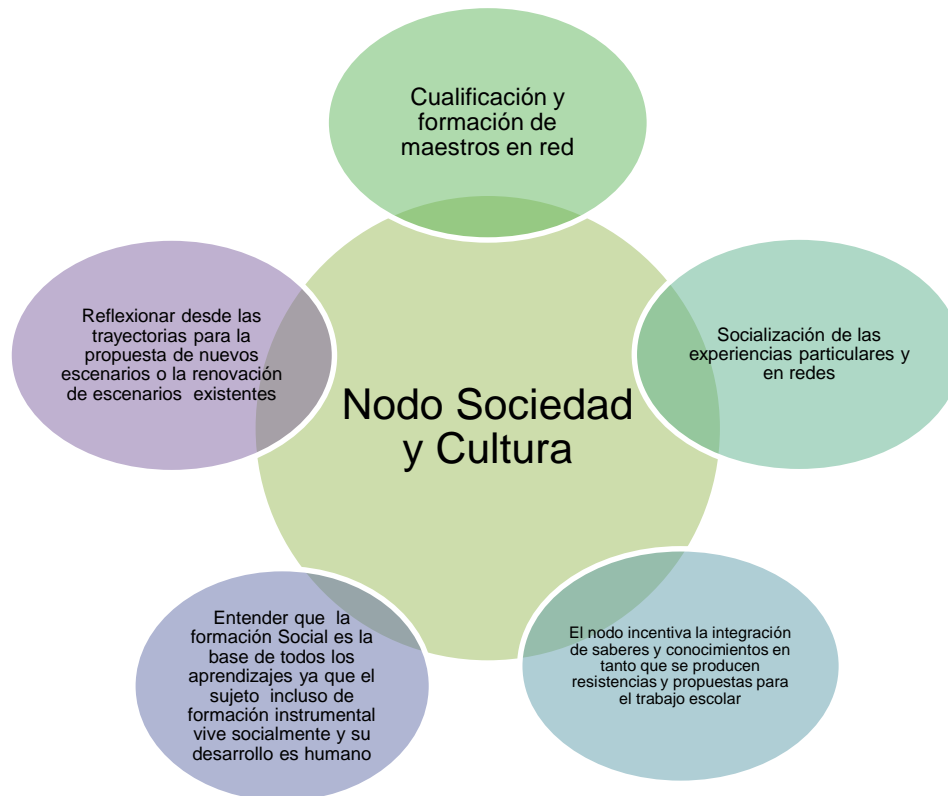 Cualificación y
formación de
maestros en red
Reflexionar desde las
trayectorias para la
propuesta de nuevos
escenarios o la renovación
de escenarios existentes
Socialización de las
experiencias particulares y
en redes
Nodo Sociedad
y Cultura
Entender que la
formación Social es la
base de todos los
aprendizajes ya que el
sujeto incluso de
formación instrumental
vive socialmente y su
desarrollo es humano
El nodo incentiva la integración
de saberes y conocimientos en
tanto que se producen
resistencias y propuestas para
el trabajo escolar